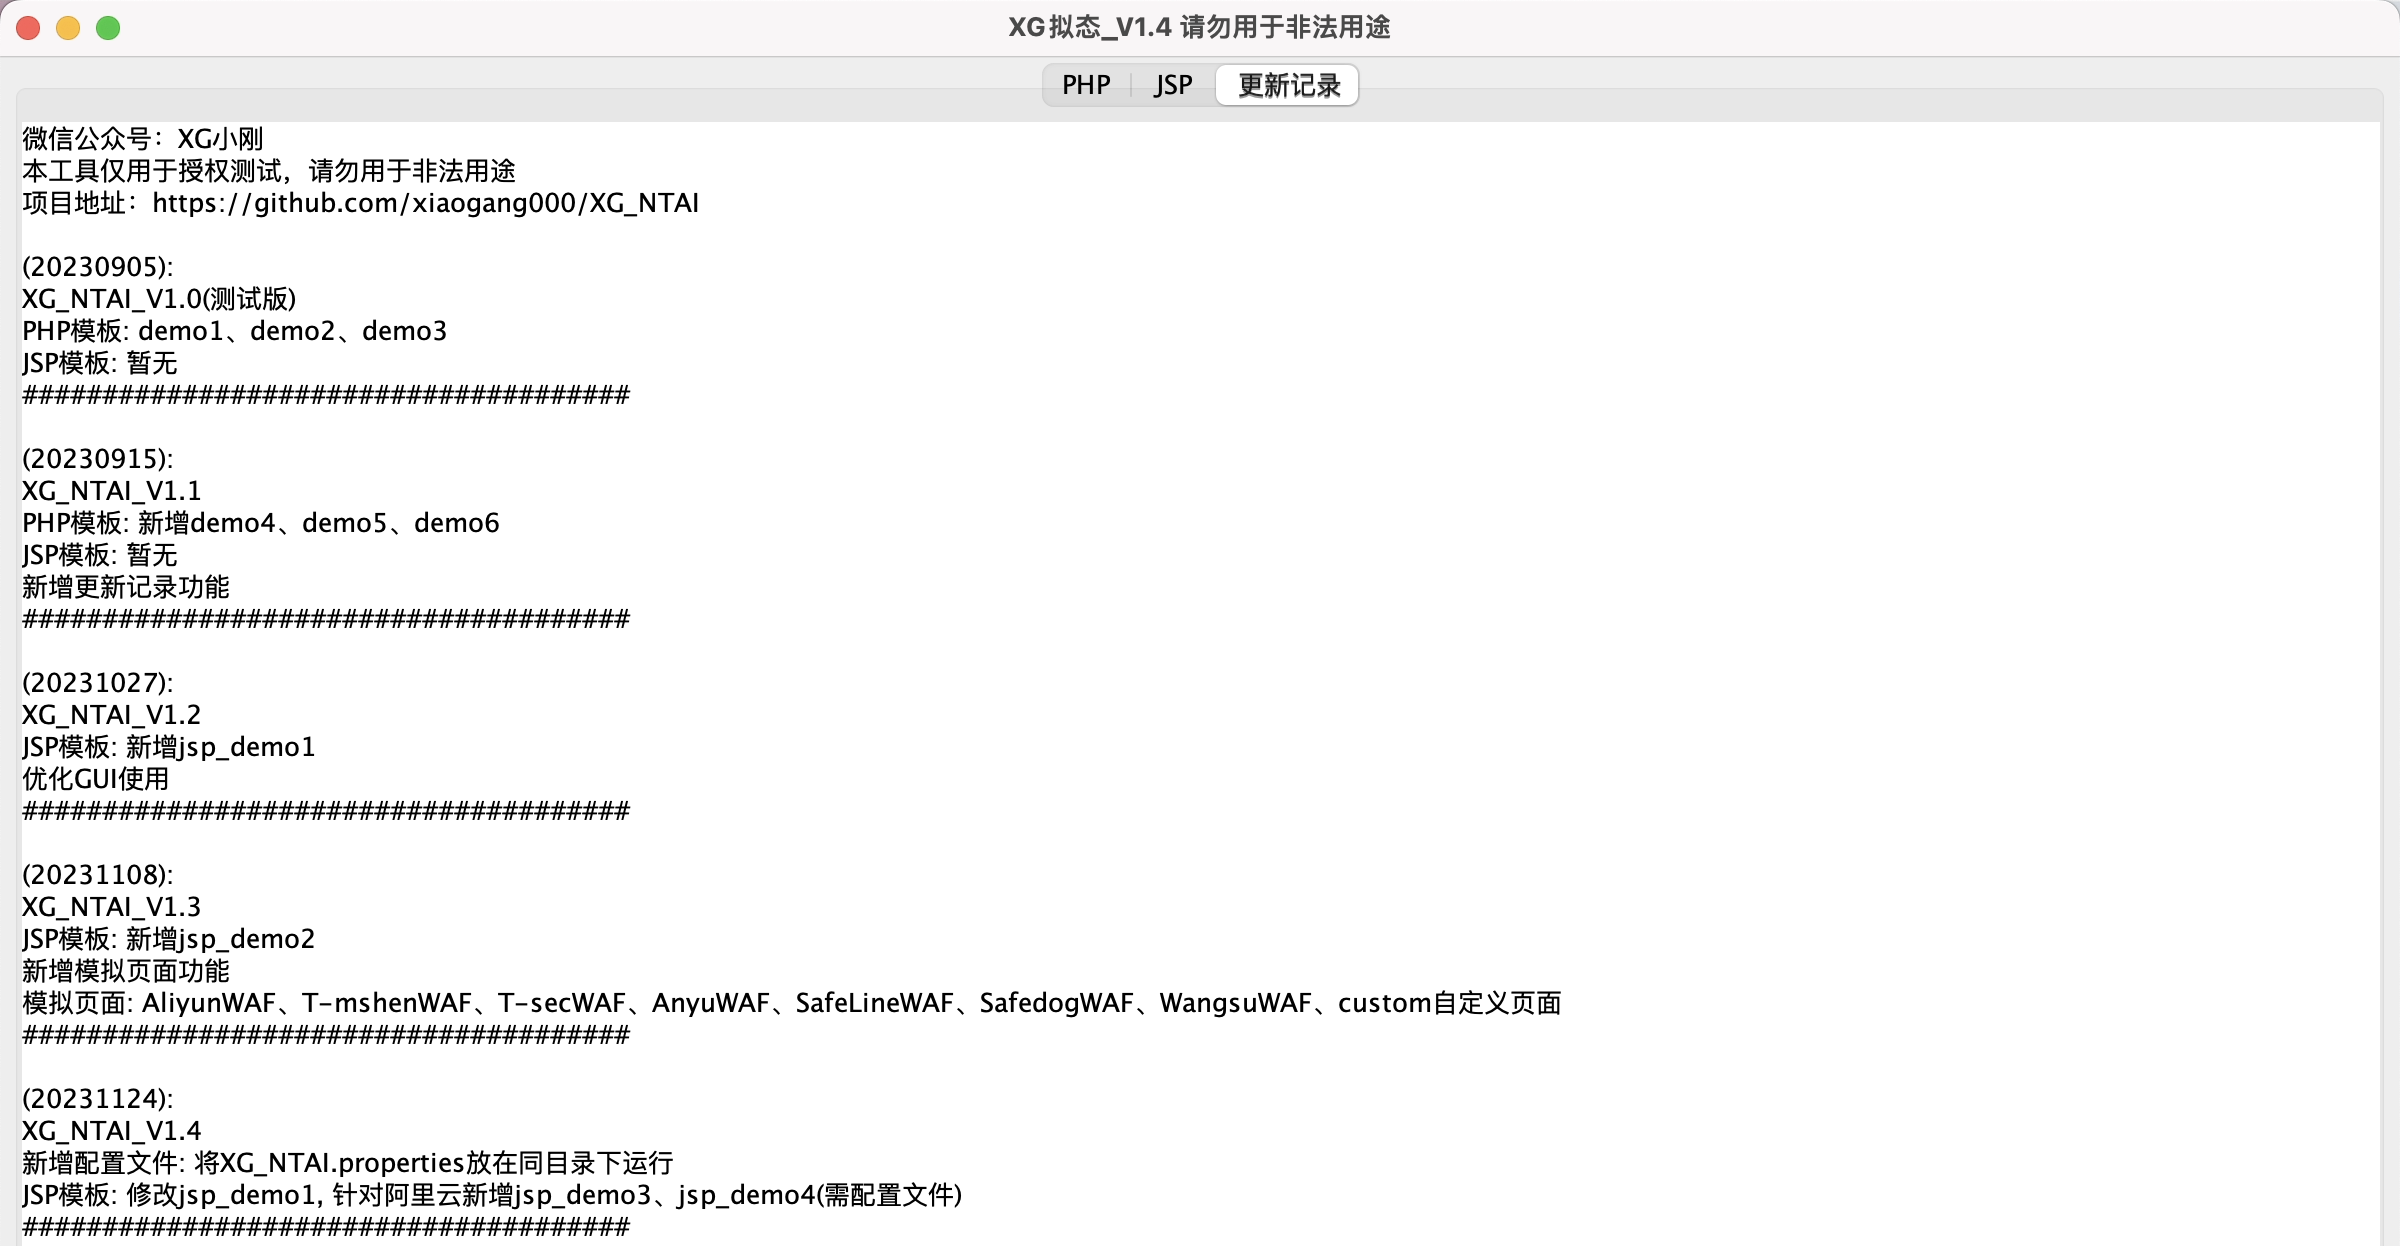 XG拟态_V1.4 请勿用于非法用途
PHP
JSP
更新记录
微信公众号：XG小刚
本工具仅用于授权测试，请勿用于非法用途
项目地址：https://github.com/xiaogang000/XG_NTAI
(20230905):
XG_NTAI_V1.0(测试版)
PHP模板: demo1、demo2、demo3
JSP模板: 暂无
######################################
(20230915):
XG_NTAI_V1.1
PHP模板: 新增demo4、demo5、demo6
JSP模板: 暂无
新增更新记录功能
######################################
(20231027):
XG_NTAI_V1.2
JSP模板: 新增jsp_demo1
优化GUI使用
######################################
(20231108):
XG_NTAI_V1.3
JSP模板: 新增jsp_demo2
新增模拟页面功能
模拟页面: AliyunWAF、T-mshenWAF、T-secWAF、AnyuWAF、SafeLineWAF、SafedogWAF、WangsuWAF、custom自定义页面
######################################
(20231124):
XG_NTAI_V1.4
新增配置文件: 将XG_NTAI.properties放在同目录下运行
JSP模板: 修改jsp_demo1, 针对阿里云新增jsp_demo3、jsp_demo4(需配置文件)
######################################